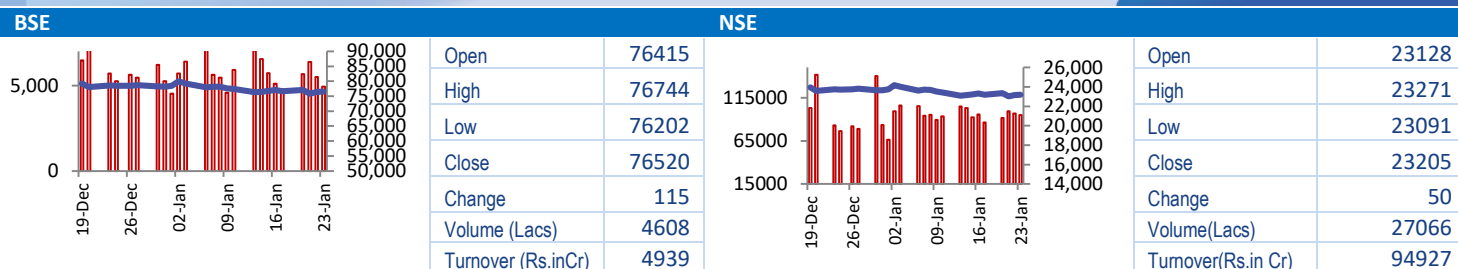 BSE
5,000
0
90,000
85,000
80,000
75,000
70,000
65,000
60,000
55,000
50,000
19-Dec
26-Dec
02-Jan
09-Jan
16-Jan
23-Jan
Open 76415
High 76744
Low 76202
Close 76520
Change 115
Volume (Lacs) 4608
Turnover (Rs.inCr) 4939
NSE
115000
65000
15000
26,000
24,000
22,000
20,000
18,000
16,000
14,000
19-Dec
26-Dec
02-Jan
09-Jan
16-Jan
23-Jan
Open 23128
High 23271
Low 23091
Close 23205
Change 50
Volume(Lacs) 27066
Turnover(Rs.in Cr) 94927